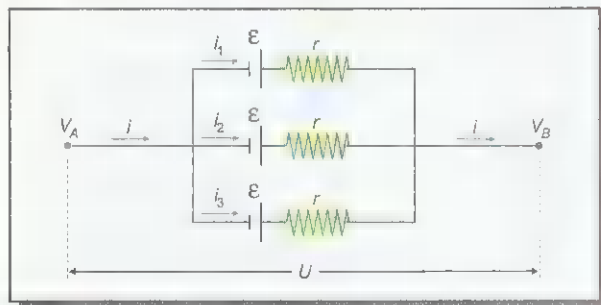 i₁ ε r
V_A i i₂ ε r i V_B
i₃ ε r
U